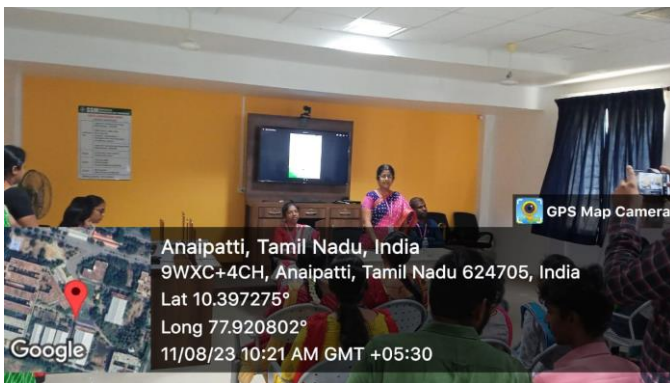 GPS Map Camera
Anaipatti, Tamil Nadu, India
9WXC+4CH, Anaipatti, Tamil Nadu 624705, India
Lat 10.397275°
Long 77.920802°
11/08/23 10:21 AM GMT +05:30
Google